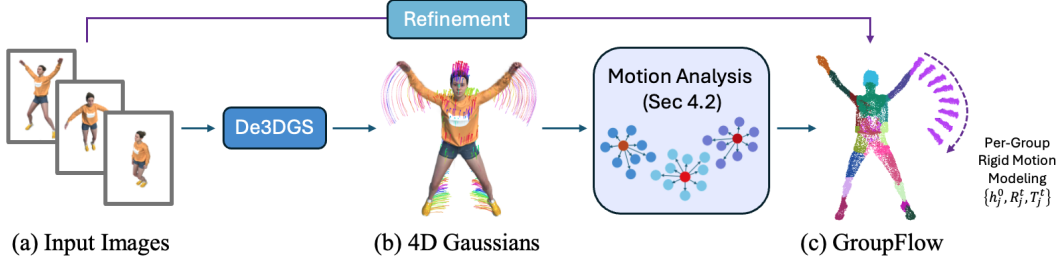 Refinement
De3DGS
Motion Analysis
(Sec 4.2)
Per-Group
Rigid Motion
Modeling
{h_j^0, R_j^t, T_j^t}
(a) Input Images
(b) 4D Gaussians
(c) GroupFlow